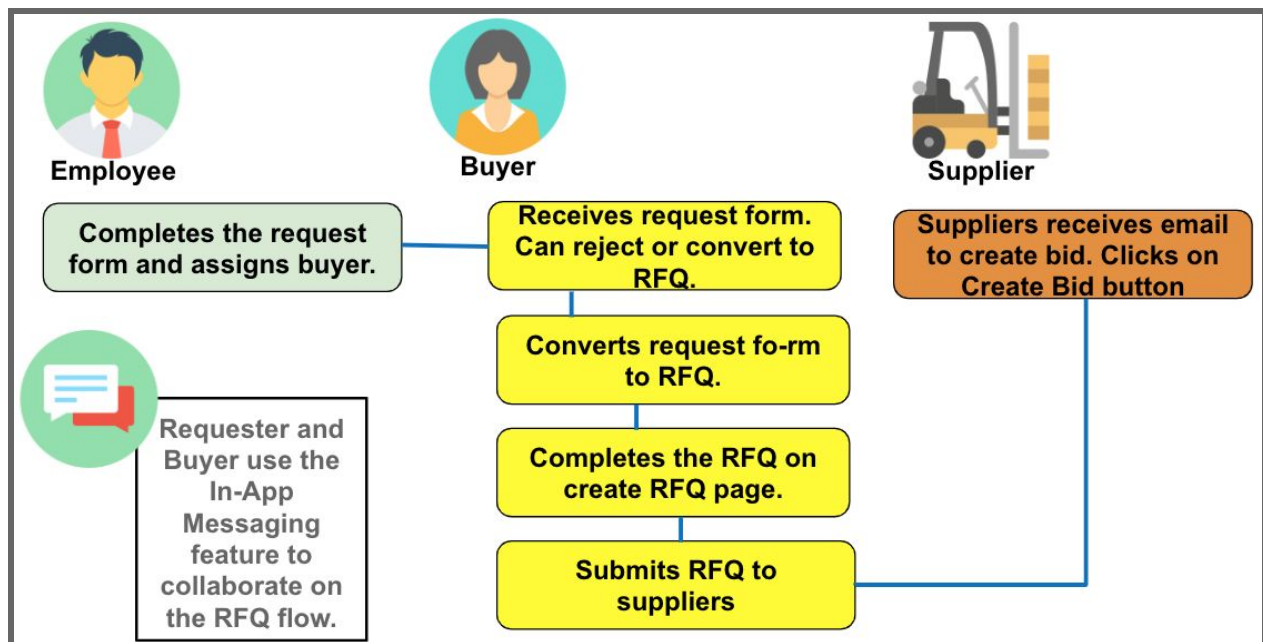 Employee
Buyer
Supplier
Completes the request
form and assigns buyer.
Receives request form.
Can reject or convert to
RFQ.
Suppliers receives email
to create bid. Clicks on
Create Bid button
Converts request fo-rm
to RFQ.
Requester and
Buyer use the
In-App
Messaging
feature to
collaborate on
the RFQ flow.
Completes the RFQ on
create RFQ page.
Submits RFQ to
suppliers